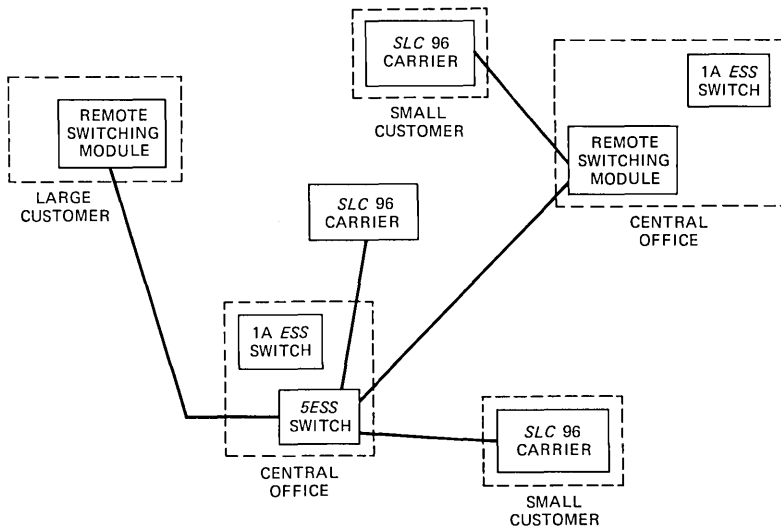 SLC 96
CARRIER
SMALL
CUSTOMER
1A ESS
SWITCH
REMOTE
SWITCHING
MODULE
LARGE
CUSTOMER
REMOTE
SWITCHING
MODULE
CENTRAL
OFFICE
SLC 96
CARRIER
1A ESS
SWITCH
5ESS
SWITCH
CENTRAL
OFFICE
SLC 96
CARRIER
SMALL
CUSTOMER